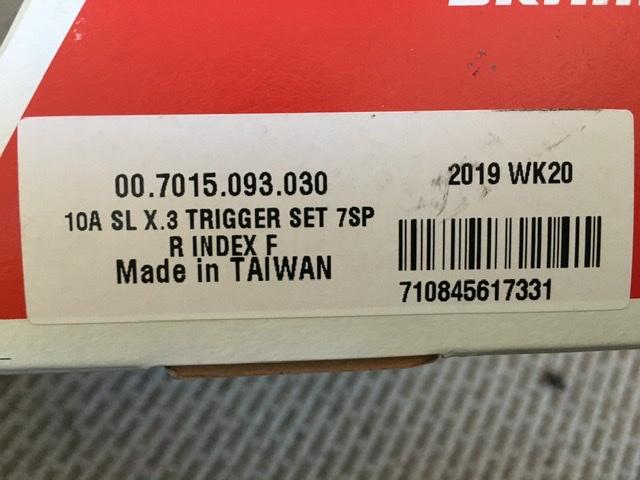 00.7015.093.030
10A SL X.3 TRIGGER SET 7SP
R INDEX F
Made in TAIWAN
2019 WK20
710845617331